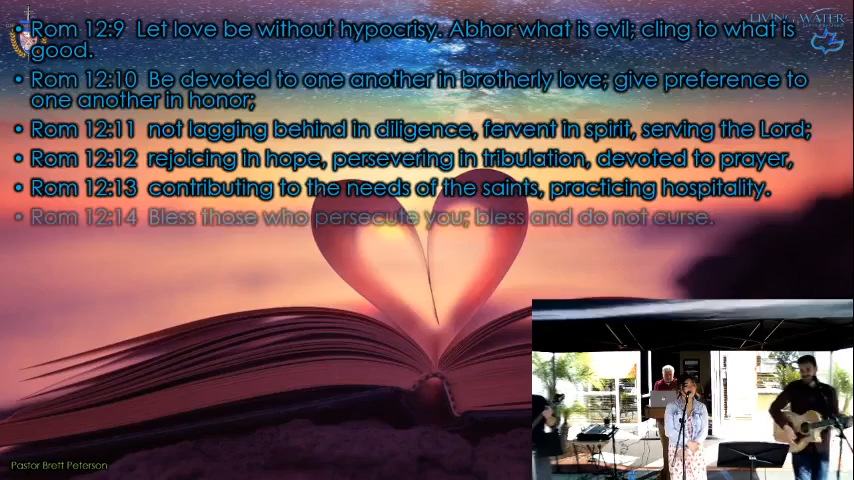 LIVING WATER
• Rom 12:9 Let love be without hypocrisy. Abhor what is evil; cling to what is
good.
• Rom 12:10 Be devoted to one another in brotherly love; give preference to
one another in honor;
• Rom 12:11 not lagging behind in diligence, fervent in spirit, serving the Lord;
• Rom 12:12 rejoicing in hope, persevering in tribulation, devoted to prayer,
• Rom 12:13 contributing to the needs of the saints, practicing hospitality.
• Rom 12:14 Bless those who persecute you; bless and do not curse.
Pastor Brett Peterson